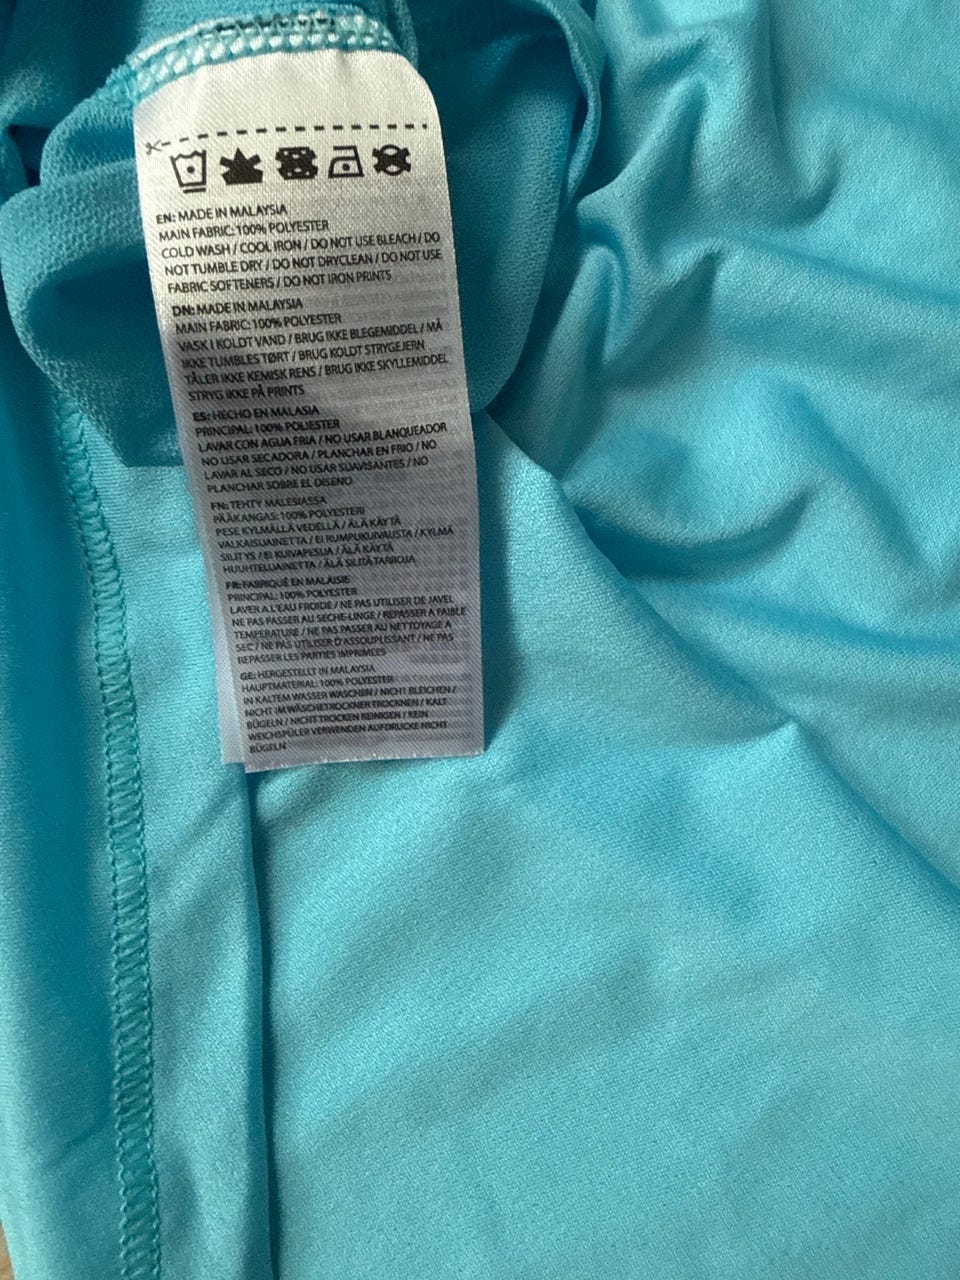 EN: MADE IN MALAYSIA
MAIN FABRIC: 100% POLYESTER
COLD WASH / COOL IRON / DO NOT USE BLEACH / DO
NOT TUMBLE DRY / DO NOT DRYCLEAN / DO NOT USE
FABRIC SOFTENERS / DO NOT IRON PRINTS
DN: MADE IN MALAYSIA
MAIN FABRIC: 100% POLYESTER
VASK I KOLDT VAND / BRUG IKKE BLEGEMIDDEL / MÅ
IKKE TUMBLES TØRT / BRUG KOLDT STRYGEJERN
TÅLER IKKE KEMISK RENS / BRUG IKKE SKYLLEMIDDEL
STRYG IKKE PÅ PRINTS
ES: HECHO EN MALASIA
PRINCIPAL: 100% POLIESTER
LAVAR CON AGUA FRIA / NO USAR BLANQUEADOR
NO USAR SECADORA / PLANCHAR EN FRIO / NO
LAVAR AL SECO / NO USAR SUAVISANTES / NO
PLANCHAR SOBRE EL DISENO
FN: TEHTY MALESIASSA
PÄÄKANGAS: 100% POLYESTERI
PESE KYLMÄLLÄ VEDELLÄ / ÄLÄ KÄYTÄ
VALKAISUAINETTA / EI RUMPUKUIVAUSTA / KYLMÄ
SILITYS / EI KUIVAPESUA / ÄLÄ KÄYTÄ
HUUHTELUAINETTA / ÄLÄ SILITÄ TARROJA
FR: FABRIQUÉ EN MALAISIE
PRINCIPAL: 100% POLYESTER
LAVER A L'EAU FROIDE / NE PAS UTILISER DE JAVEL
NE PAS PASSER AU SECHE-LINGE / REPASSER A FAIBLE
TEMPERATURE / NE PAS PASSER AU NETTOYAGE A
SEC / NE PAS UTILISER D'ASSOUPLISSANT / NE PAS
REPASSER LES PARTIES IMPRIMEES
GE: HERGESTELLT IN MALAYSIA
HAUPTMATERIAL: 100% POLYESTER
IN KALTEM WASSER WASCHEN / NICHT BLEICHEN /
NICHT IM WÄSCHETROCKNER TROCKNEN / KALT
BÜGELN / NICHT TROCKEN REINIGEN / KEIN
WEICHSPÜLER VERWENDEN AUFDRUCKE NICHT
BÜGELN